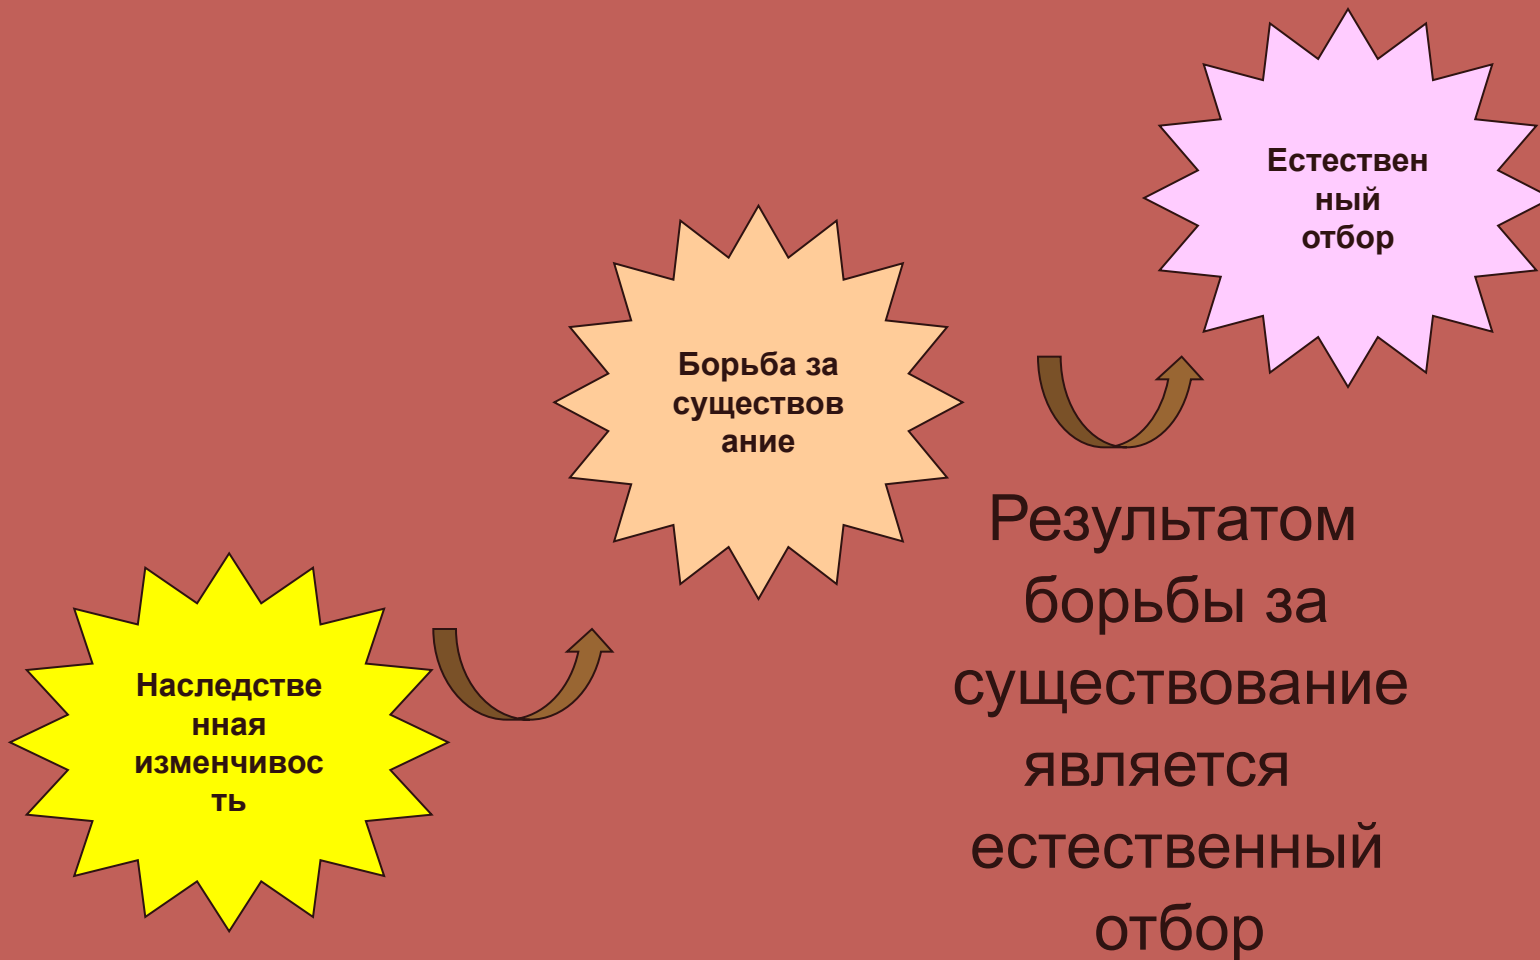 Естествен
ный
отбор
Борьба за
существов
ание
Наследстве
нная
изменчивос
ть
Результатом
борьбы за
существование
является
естественный
отбор